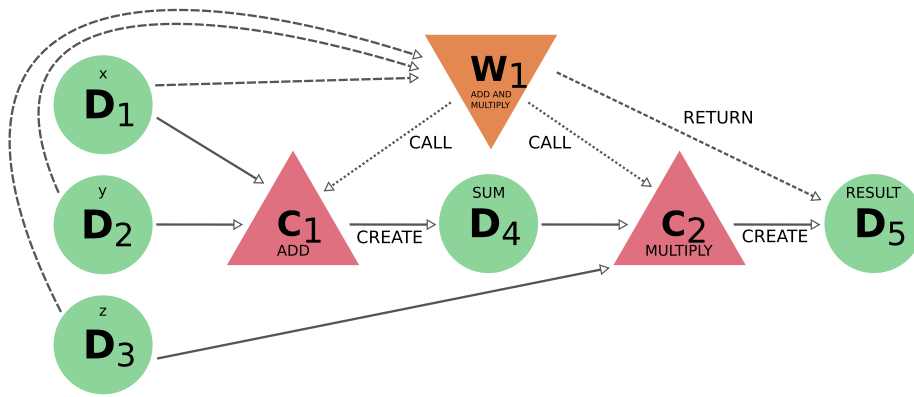 x
D1
y
D2
z
D3
W1
ADD AND
MULTIPLY
CALL
CALL
RETURN
C1
ADD
CREATE
SUM
D4
C2
MULTIPLY
CREATE
RESULT
D5